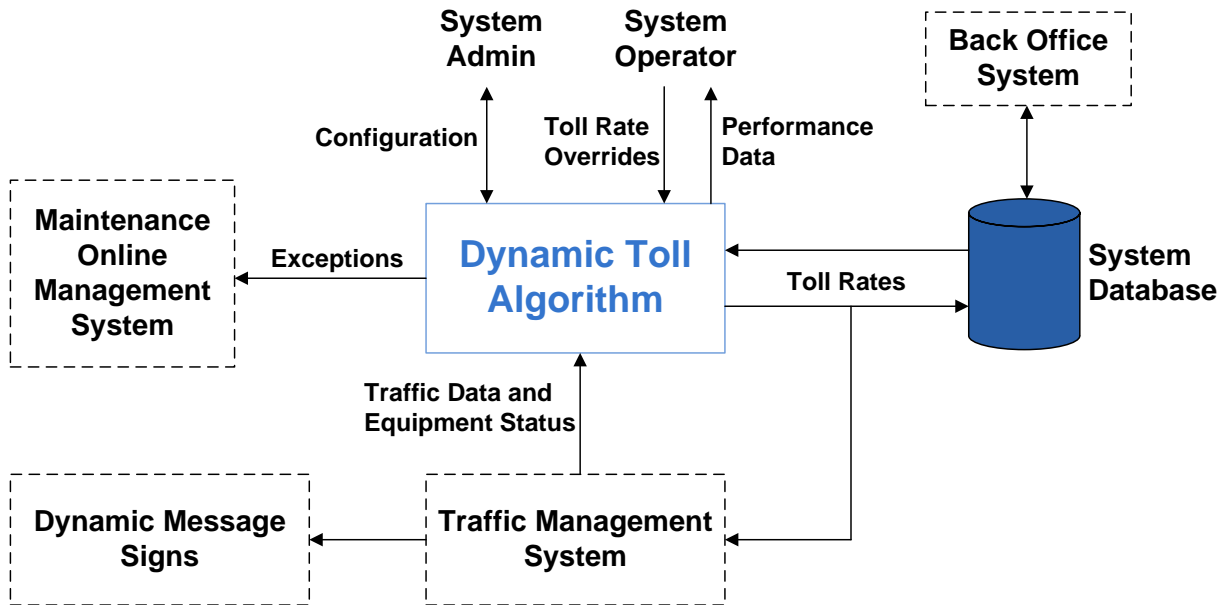 System
Admin
System
Operator
Back Office
System
Configuration
Toll Rate
Overrides
Performance
Data
Maintenance
Online
Management
System
Exceptions
Dynamic Toll
Algorithm
Toll Rates
System
Database
Traffic Data and
Equipment Status
Dynamic Message
Signs
Traffic Management
System